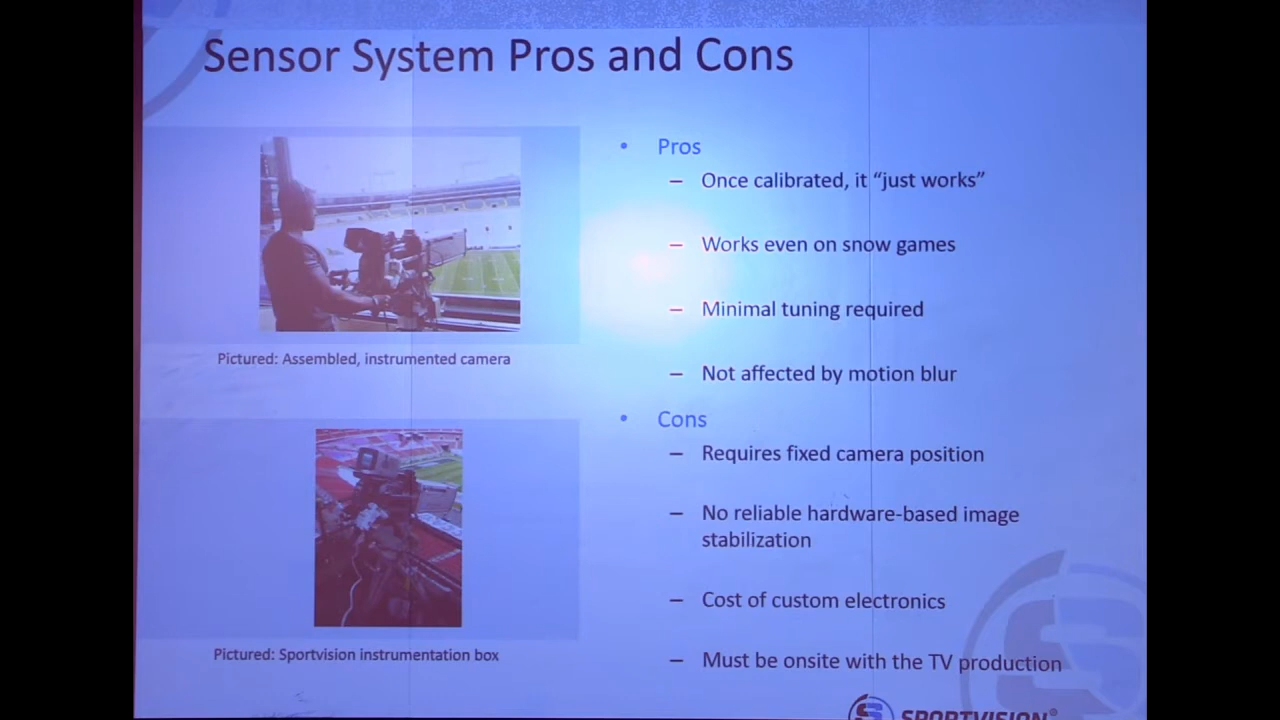 Sensor System Pros and Cons
• Pros
– Once calibrated, it “just works”
– Works even on snow games
– Minimal tuning required
– Not affected by motion blur
Pictured: Assembled, instrumented camera
• Cons
– Requires fixed camera position
– No reliable hardware-based image
stabilization
– Cost of custom electronics
– Must be onsite with the TV production
Pictured: Sportvision instrumentation box
SPORTVISION®